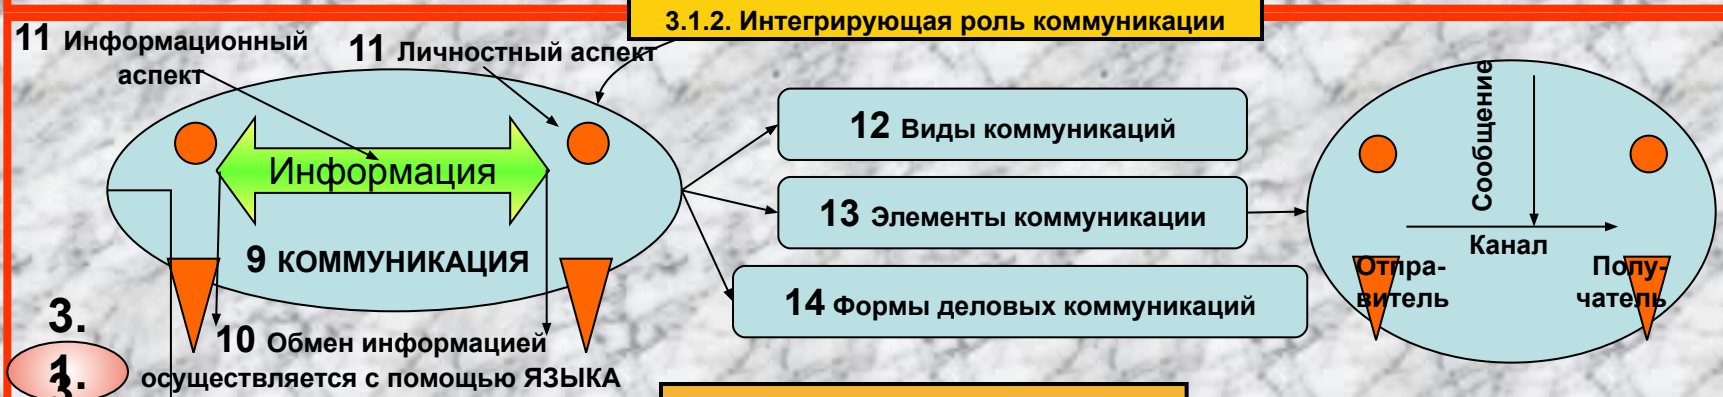 3.1.2. Интегрирующая роль коммуникации
11 Информационный
аспект
11 Личностный аспект
Информация
9 КОММУНИКАЦИЯ
10 Обмен информацией
осуществляется с помощью ЯЗЫКА
12 Виды коммуникаций
13 Элементы коммуникации
14 Формы деловых коммуникаций
Сообщение
Канал
Отпра-
витель
Полу-
чатель
3.
1.
3